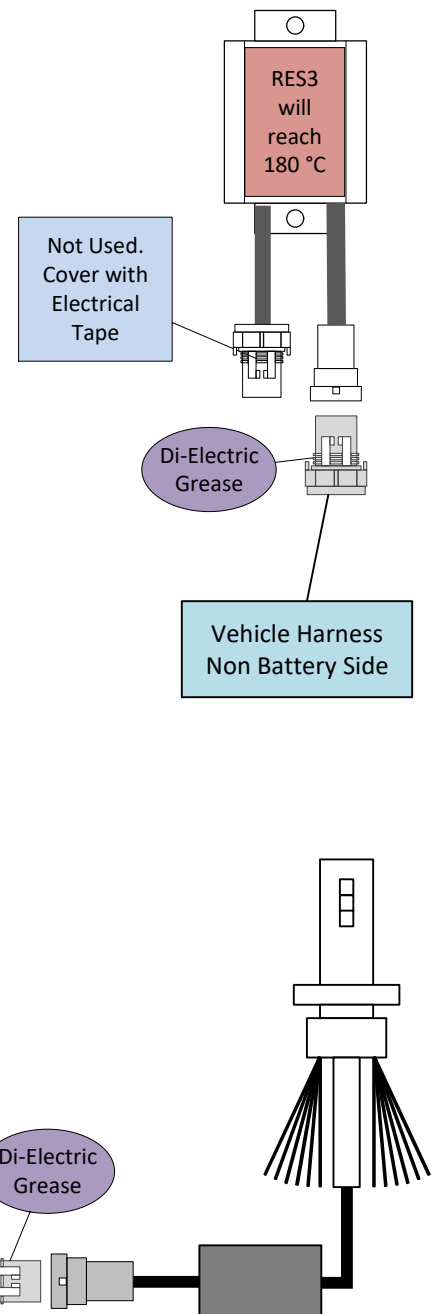 RES3
will
reach
180 °C
Not Used.
Cover with
Electrical
Tape
Di-Electric
Grease
Vehicle Harness
Non Battery Side
Di-Electric
Grease